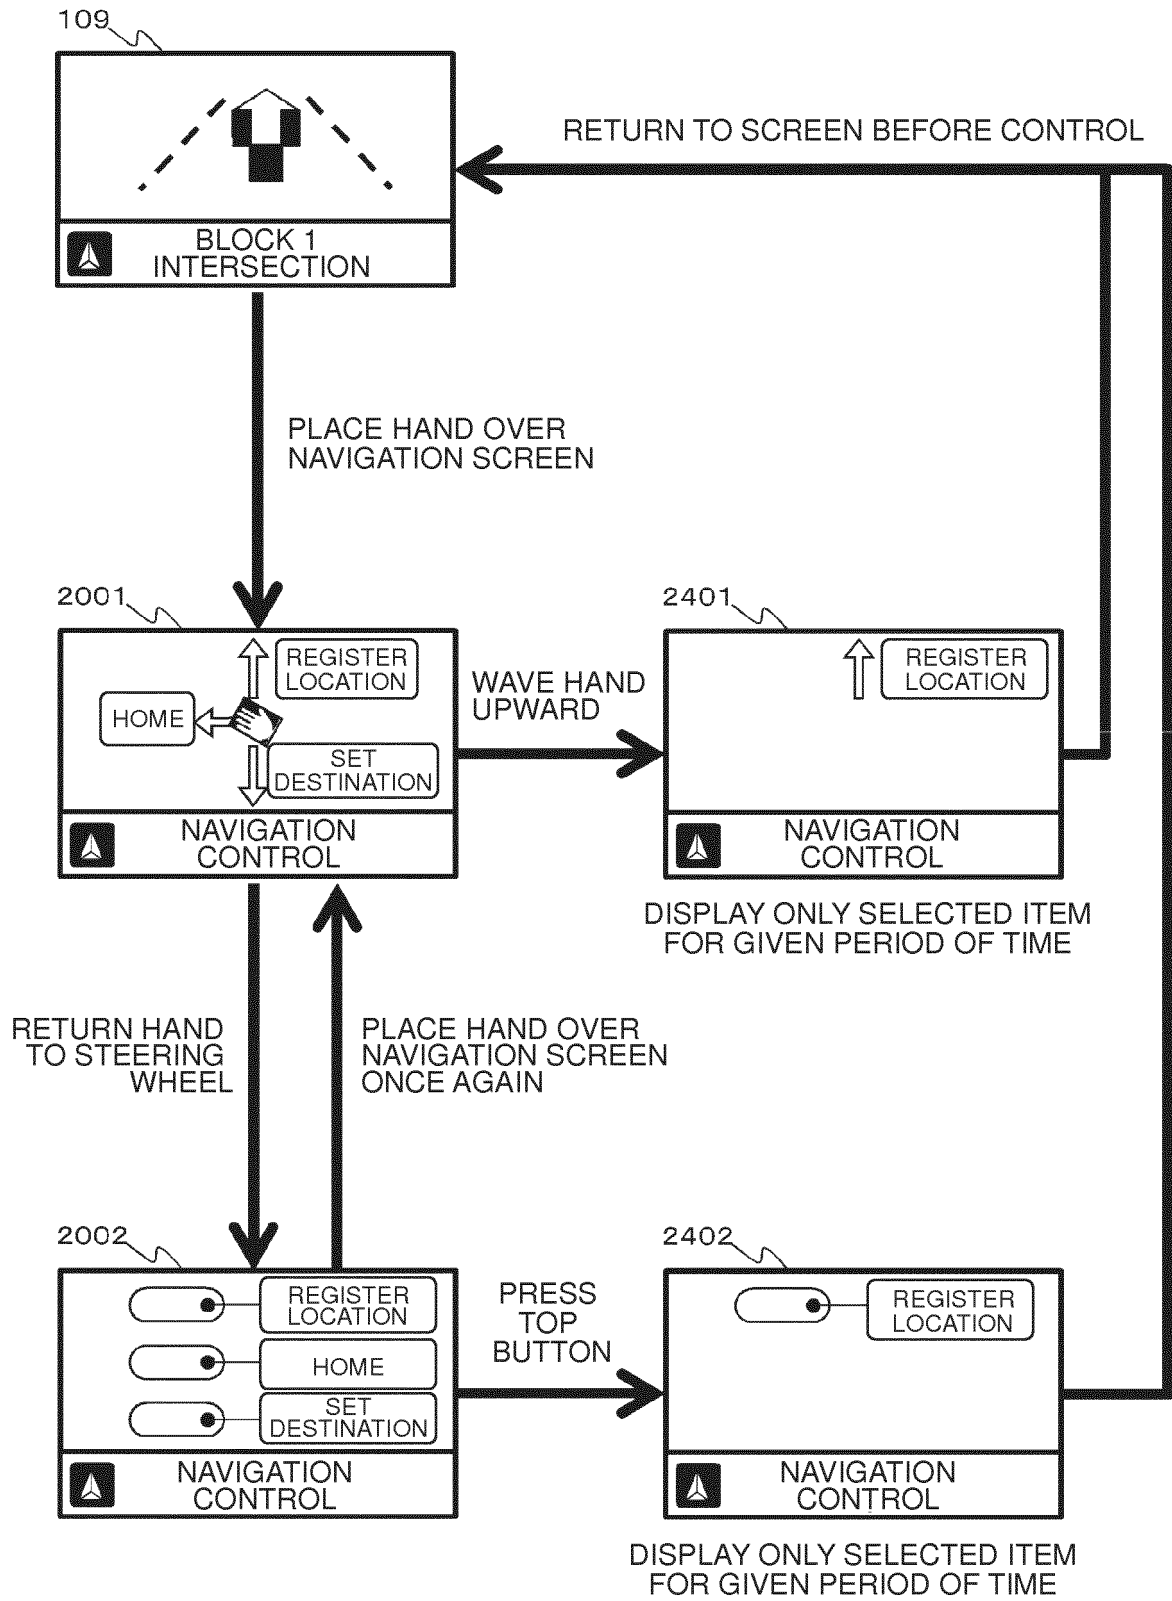 109
RETURN TO SCREEN BEFORE CONTROL
BLOCK 1
INTERSECTION
PLACE HAND OVER
NAVIGATION SCREEN
2001
REGISTER
LOCATION
HOME
SET
DESTINATION
NAVIGATION
CONTROL
WAVE HAND
UPWARD
2401
REGISTER
LOCATION
NAVIGATION
CONTROL
DISPLAY ONLY SELECTED ITEM
FOR GIVEN PERIOD OF TIME
RETURN HAND
TO STEERING
WHEEL
PLACE HAND OVER
NAVIGATION SCREEN
ONCE AGAIN
2002
REGISTER
LOCATION
HOME
SET
DESTINATION
NAVIGATION
CONTROL
PRESS
TOP
BUTTON
2402
REGISTER
LOCATION
NAVIGATION
CONTROL
DISPLAY ONLY SELECTED ITEM
FOR GIVEN PERIOD OF TIME